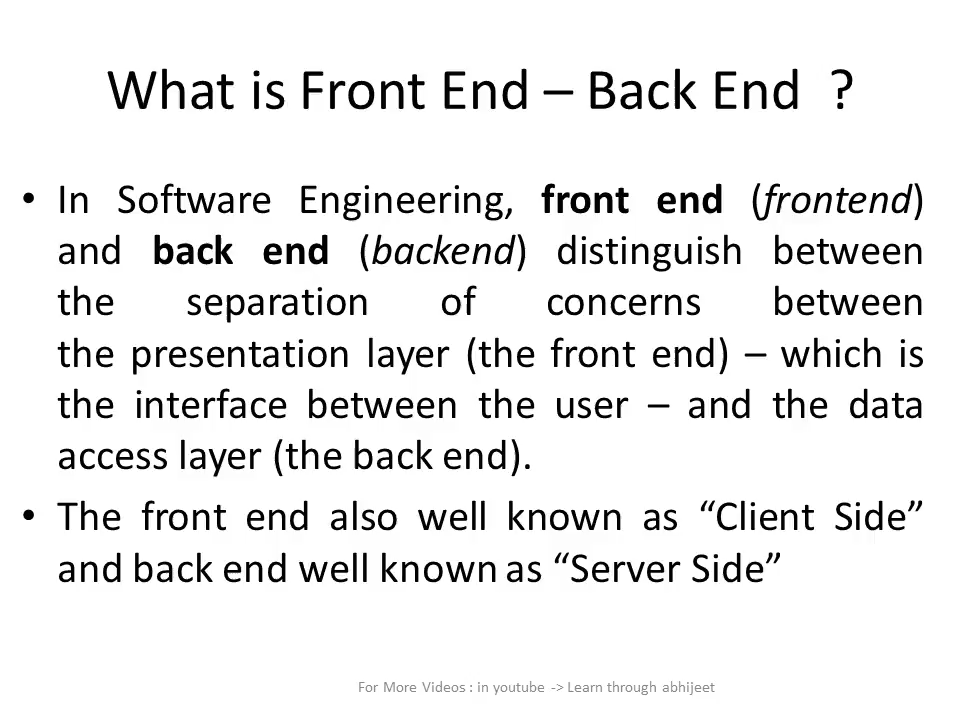 What is Front End – Back End ?
• In Software Engineering, front end (frontend)
and back end (backend) distinguish between
the separation of concerns between
the presentation layer (the front end) – which is
the interface between the user – and the data
access layer (the back end).
• The front end also well known as “Client Side”
and back end well known as “Server Side”
For More Videos : in youtube -> Learn through abhijeet